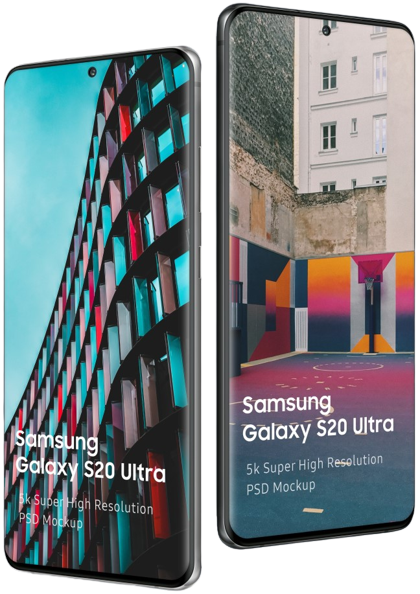 Samsung
Galaxy S20 Ultra
5k Super High Resolution
PSD Mockup
Samsung
Galaxy S20 Ultra
5k Super High Resolution
PSD Mockup